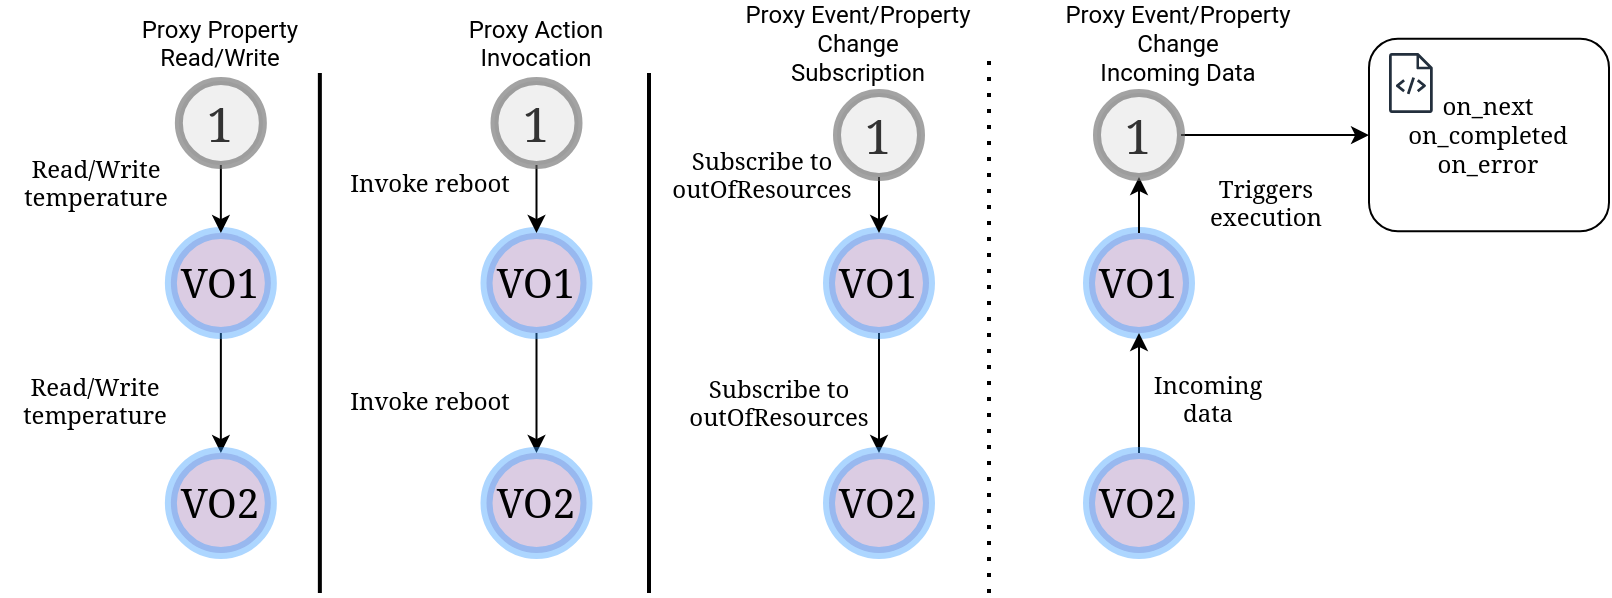 Proxy Property
Read/Write
1
Read/Write
temperature
VO1
Read/Write
temperature
VO2
Proxy Action
Invocation
1
Invoke reboot
VO1
Invoke reboot
VO2
Proxy Event/Property
Change
Subscription
1
Subscribe to
outOfResources
VO1
Subscribe to
outOfResources
VO2
Proxy Event/Property
Change
Incoming Data
1
Triggers
execution
VO1
Incoming
data
VO2
</>
on_next
on_completed
on_error